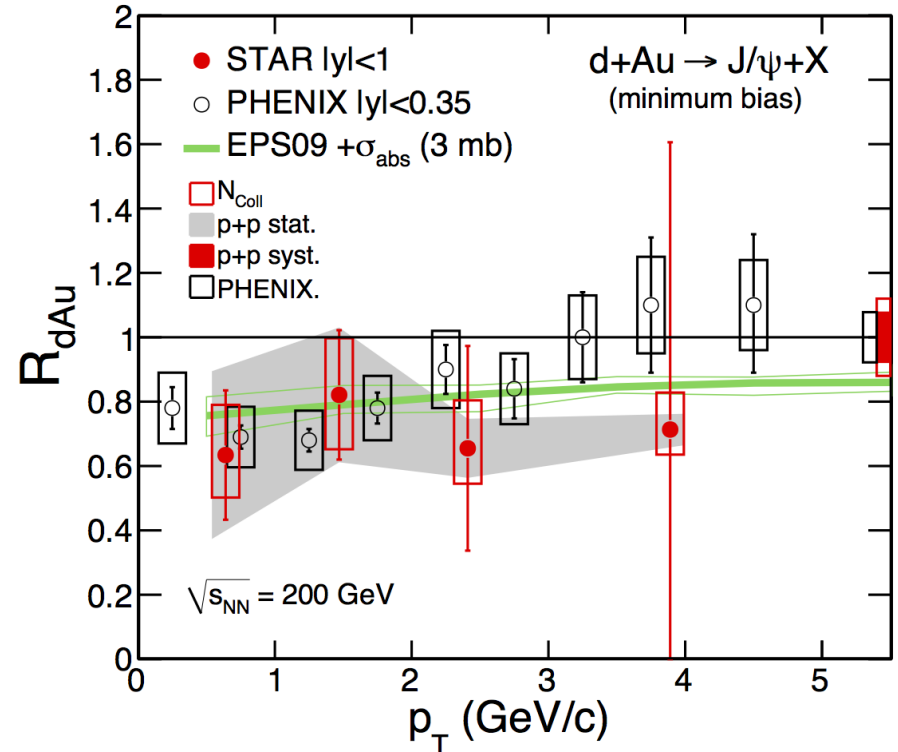 2
1.8
1.6
1.4
1.2
1
0.8
0.6
0.4
0.2
0
R_dAu
STAR |y|<1
PHENIX |y|<0.35
EPS09 +σ_abs (3 mb)
N_Coll
p+p stat.
p+p syst.
PHENIX.
d+Au → J/ψ+X
(minimum bias)
√s_NN = 200 GeV
0 1 2 3 4 5
p_T (GeV/c)